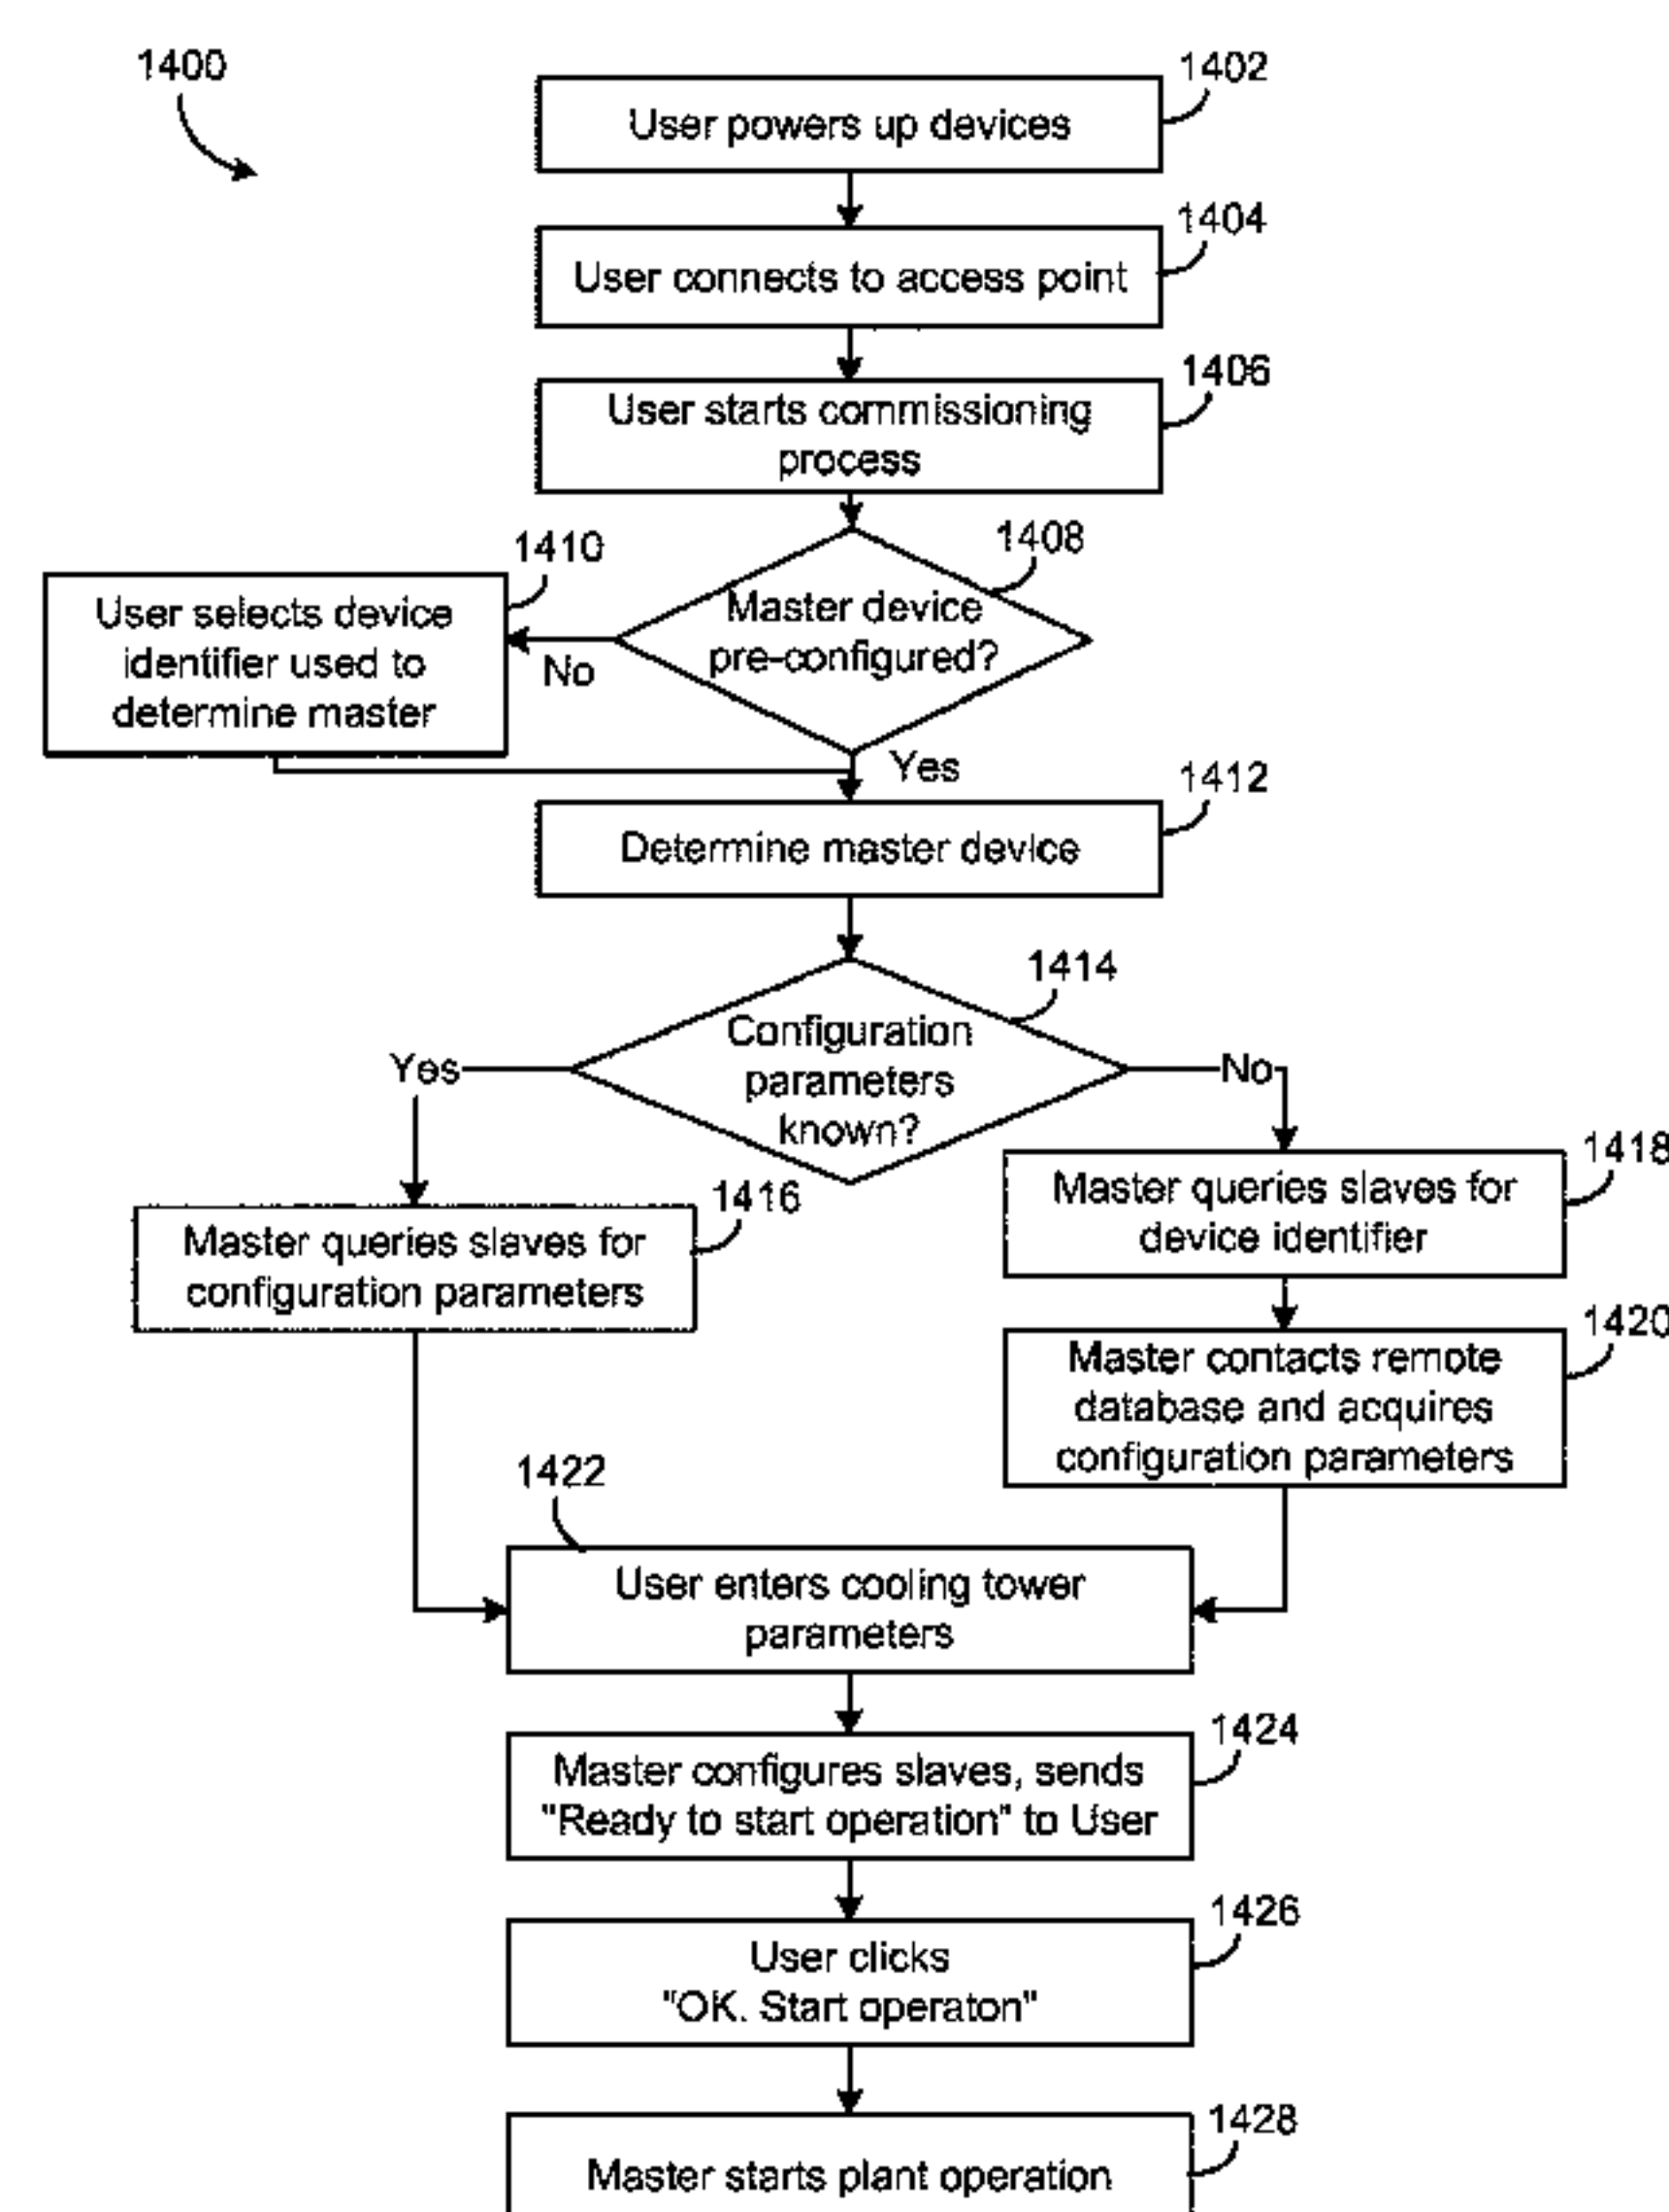 1400
1402
User powers up devices
1404
User connects to access point
1406
User starts commissioning
process
1408
Master device
pre-configured?
1410
User selects device
identifier used to
determine master
No
Yes
1412
Determine master device
1414
Configuration
parameters
known?
Yes
No
1416
Master queries slaves for
configuration parameters
1418
Master queries slaves for
device identifier
1420
Master contacts remote
database and acquires
configuration parameters
1422
User enters cooling tower
parameters
1424
Master configures slaves, sends
"Ready to start operation" to User
1426
User clicks
"OK. Start operaton"
1428
Master starts plant operation